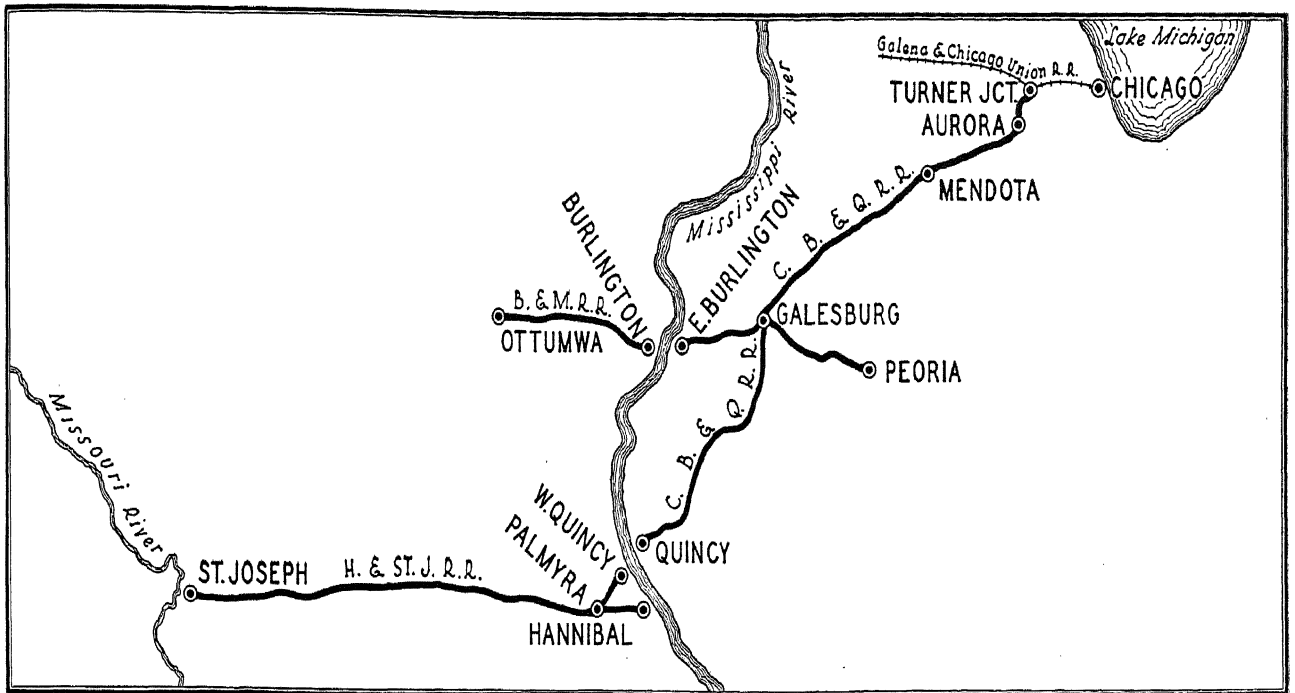 Lake Michigan
Galena & Chicago Union R.R.
TURNER JCT.
CHICAGO
AURORA
MENDOTA
Mississippi River
C. B. & Q. R. R.
BURLINGTON
E. BURLINGTON
B. & M. R.R.
OTTUMWA
GALESBURG
PEORIA
C. B. & Q. R. R.
Missouri River
W. QUINCY
PALMYRA
QUINCY
ST. JOSEPH
H. & ST. J. R.R.
HANNIBAL